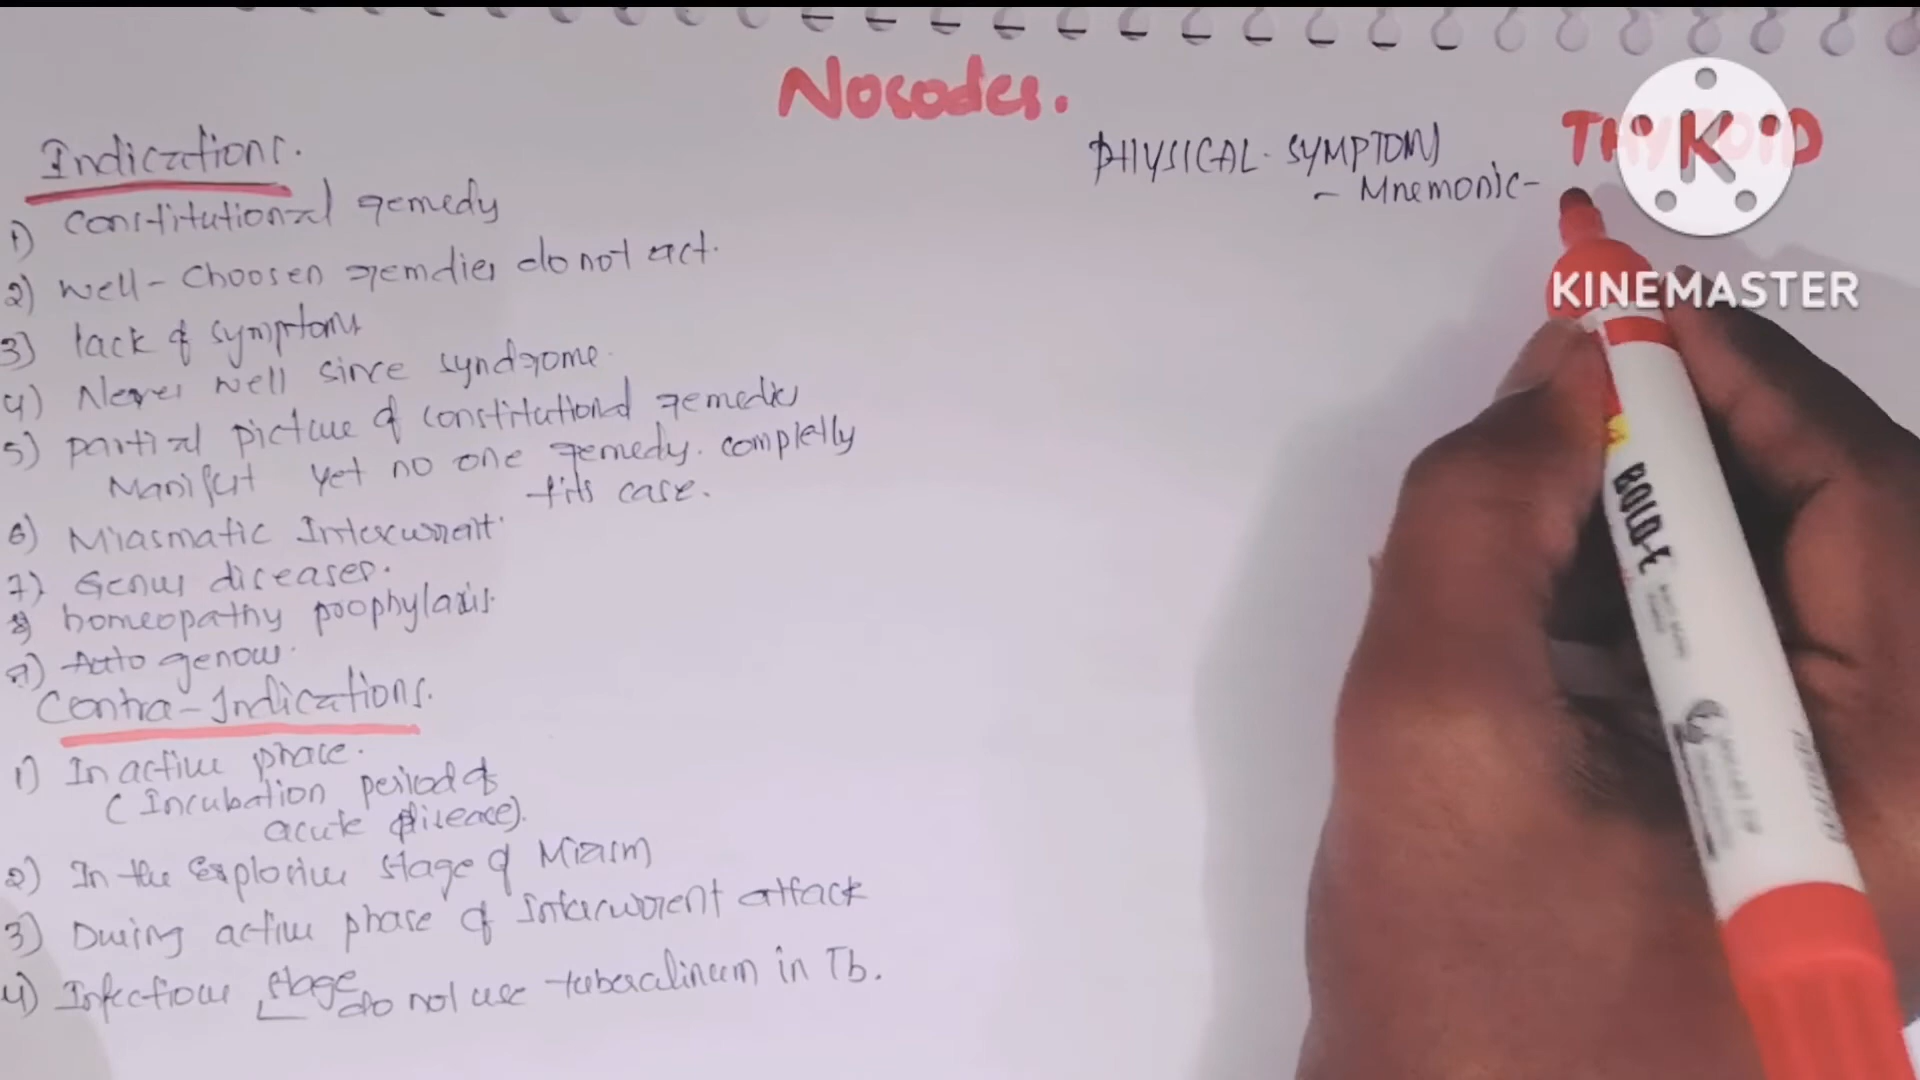 Nosodes.
Indications.
1) Constitutional remedy
2) Well-Choosen remdies do not act.
3) lack of symptoms
4) Never well since syndrome.
5) partial picture of constitutional remedies
Manifest yet no one remedy. completly
fits case.
6) Miasmatic Intercurrent.
7) Genus diseases.
8) homeopathy prophylaxis.
9) Auto genous.
Contra-Indications.
1) In active phase.
(Incubation period of
acute disease).
2) In the Explosive stage of Miasm
3) During active phase of Intercurrent attack
4) Infectious stage
do not use tuberculinum in Tb.
PHYSICAL. SYMPTOMS
- Mnemonic-
THYROID
K
KINEMASTER
BOLD-E